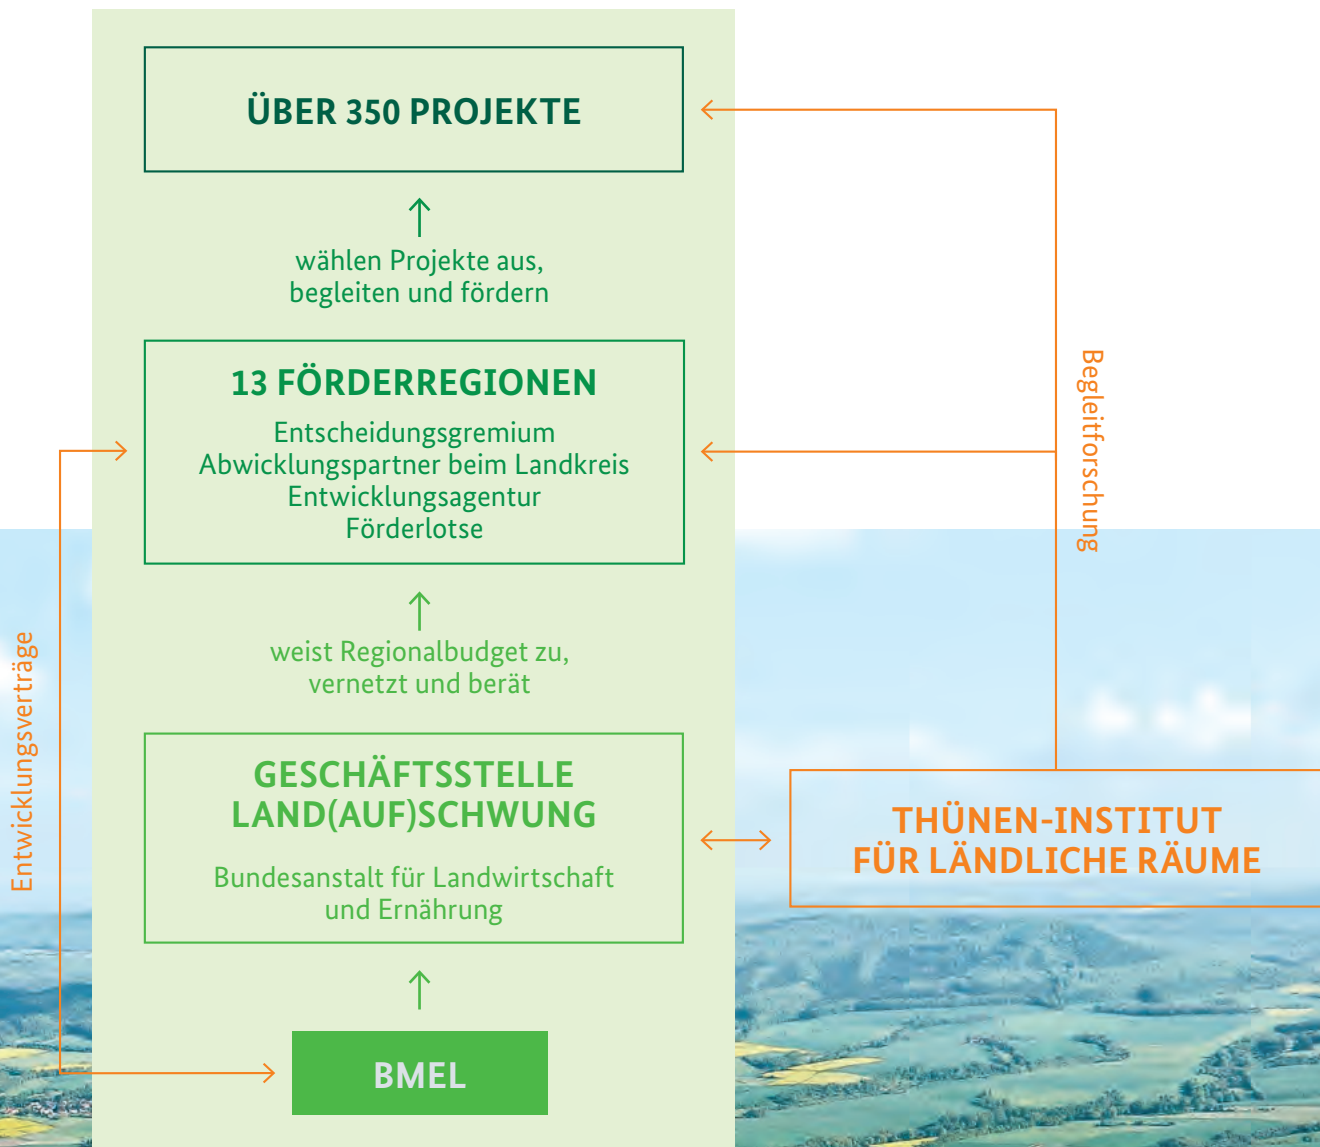 ÜBER 350 PROJEKTE
wählen Projekte aus,
begleiten und fördern
13 FÖRDERREGIONEN
Entscheidungsgremium
Abwicklungspartner beim Landkreis
Entwicklungsagentur
Förderlotse
Begleitforschung
weist Regionalbudget zu,
vernetzt und berät
Entwicklungsverträge
GESCHÄFTSSTELLE
LAND(AUF)SCHWUNG
Bundesanstalt für Landwirtschaft
und Ernährung
THÜNEN-INSTITUT
FÜR LÄNDLICHE RÄUME
BMEL